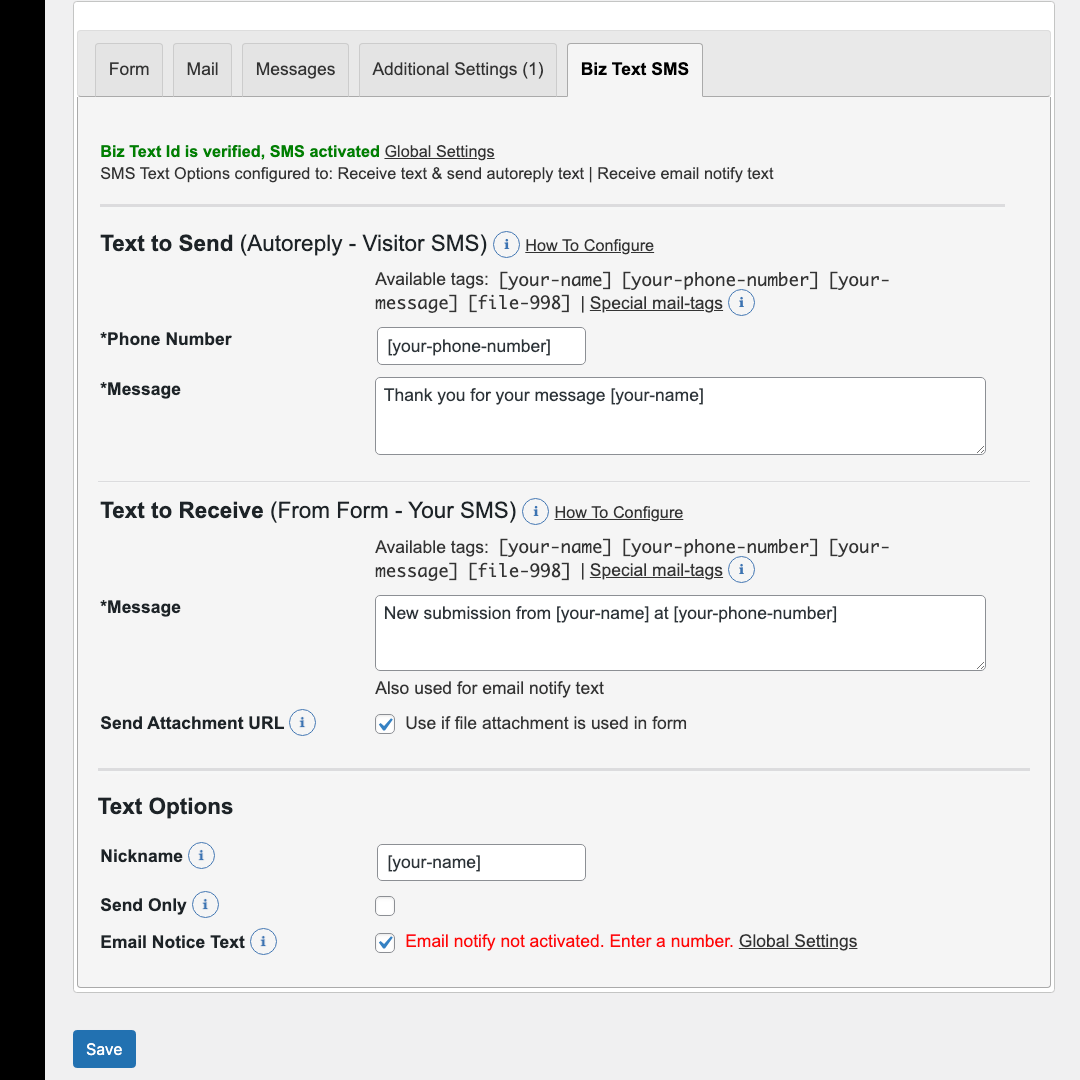 Form Mail Messages Additional Settings (1) Biz Text SMS
Biz Text Id is verified, SMS activated Global Settings
SMS Text Options configured to: Receive text & send autoreply text | Receive email notify text
Text to Send (Autoreply - Visitor SMS) i How To Configure
Available tags: [your-name] [your-phone-number] [your-
message] [file-998] | Special mail-tags i
*Phone Number [your-phone-number]
*Message Thank you for your message [your-name]
Text to Receive (From Form - Your SMS) i How To Configure
Available tags: [your-name] [your-phone-number] [your-
message] [file-998] | Special mail-tags i
*Message New submission from [your-name] at [your-phone-number]
Also used for email notify text
Send Attachment URL i Use if file attachment is used in form
Text Options
Nickname i [your-name]
Send Only i
Email Notice Text i Email notify not activated. Enter a number. Global Settings
Save